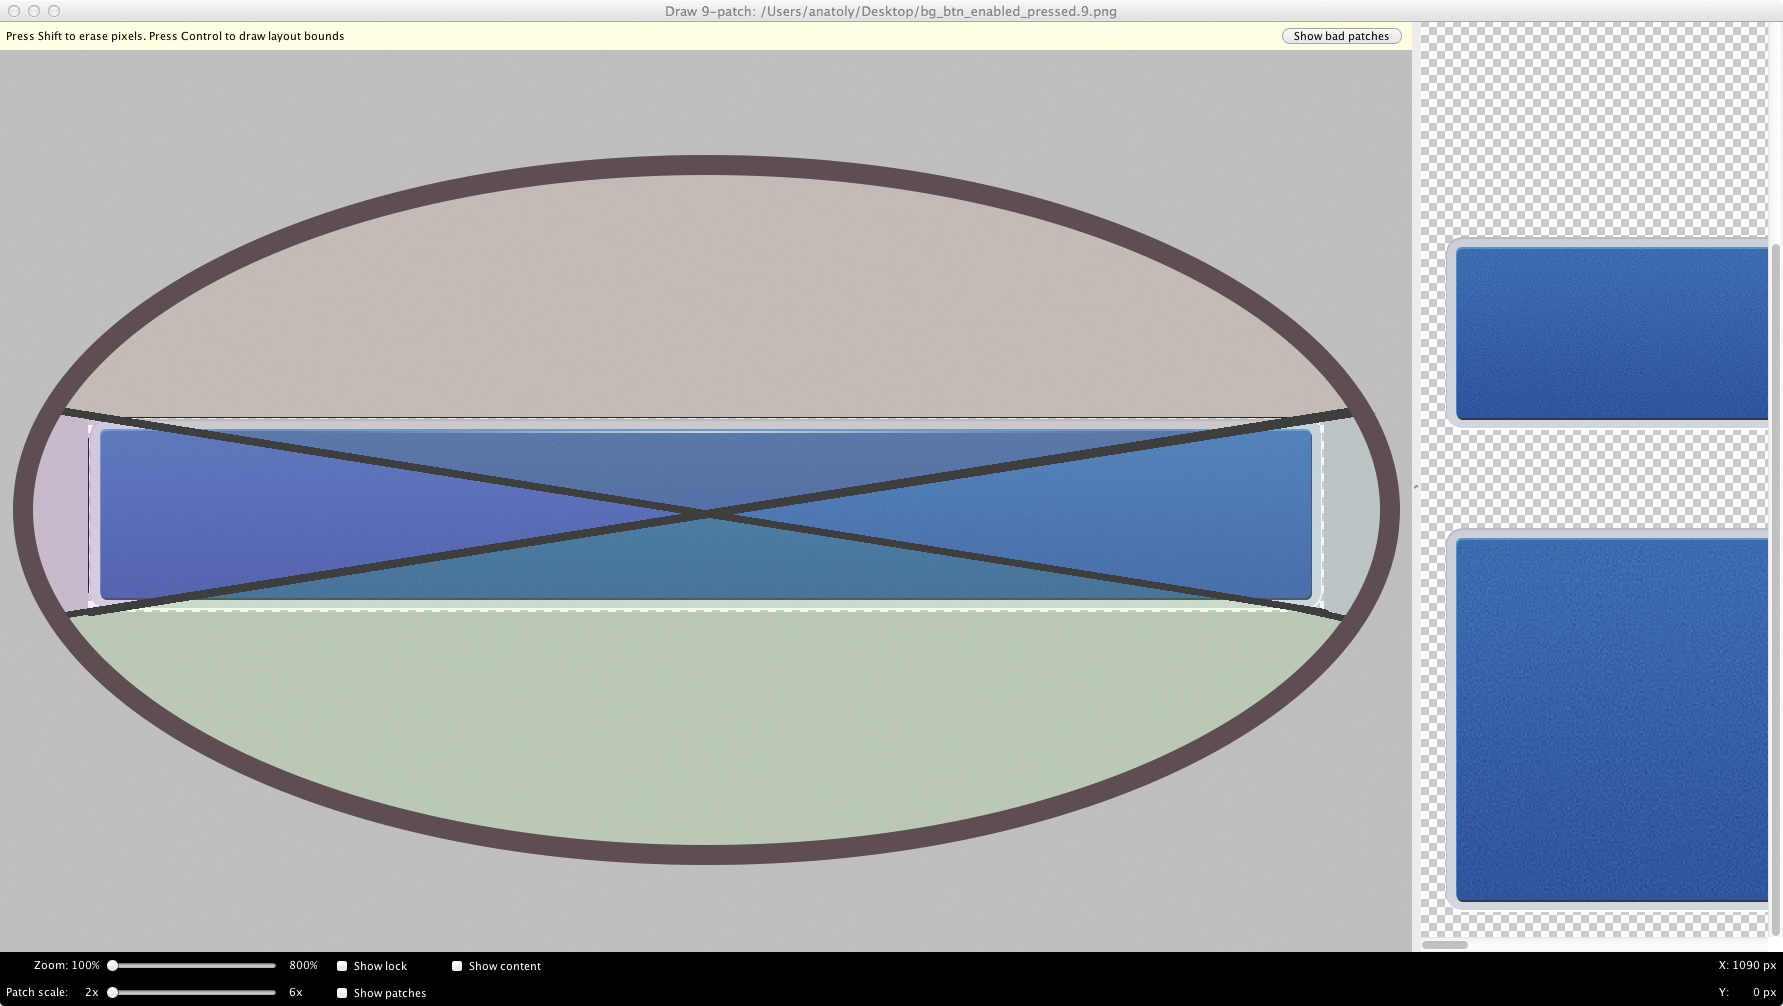 Draw 9-patch: /Users/anatoly/Desktop/bg_btn_enabled_pressed.9.png
Press Shift to erase pixels. Press Control to draw layout bounds
Show bad patches
Zoom: 100%
800%
Show lock
Show content
X: 1090 px
Patch scale: 2x
6x
Show patches
Y: 0 px